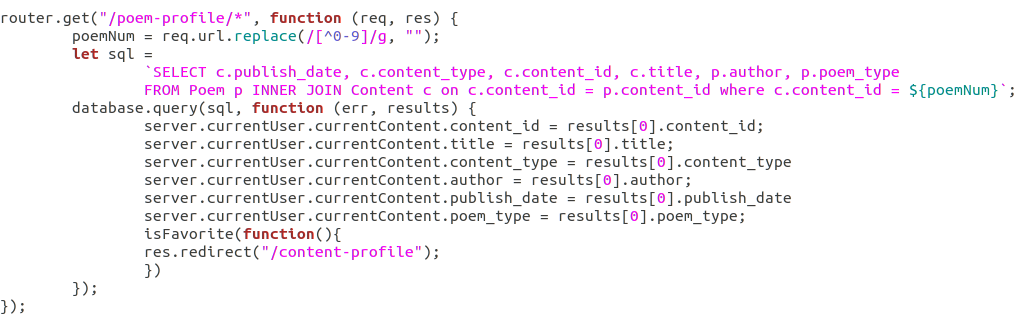 router.get("/poem-profile/*", function (req, res) {
        poemNum = req.url.replace(/[^0-9]/g, "");
        let sql =
                `SELECT c.publish_date, c.content_type, c.content_id, c.title, p.author, p.poem_type
                FROM Poem p INNER JOIN Content c on c.content_id = p.content_id where c.content_id = ${poemNum}`;
        database.query(sql, function (err, results) {
                server.currentUser.currentContent.content_id = results[0].content_id;
                server.currentUser.currentContent.title = results[0].title;
                server.currentUser.currentContent.content_type = results[0].content_type
                server.currentUser.currentContent.author = results[0].author;
                server.currentUser.currentContent.publish_date = results[0].publish_date
                server.currentUser.currentContent.poem_type = results[0].poem_type;
                isFavorite(function(){
                res.redirect("/content-profile");
                })
        });
});